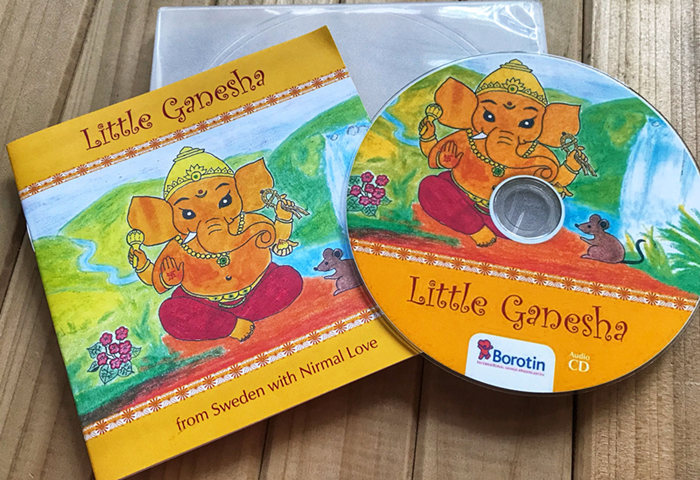 Little Ganesha
from Sweden with Nirmal Love
Little Ganesha
Borotin
Audio
CD